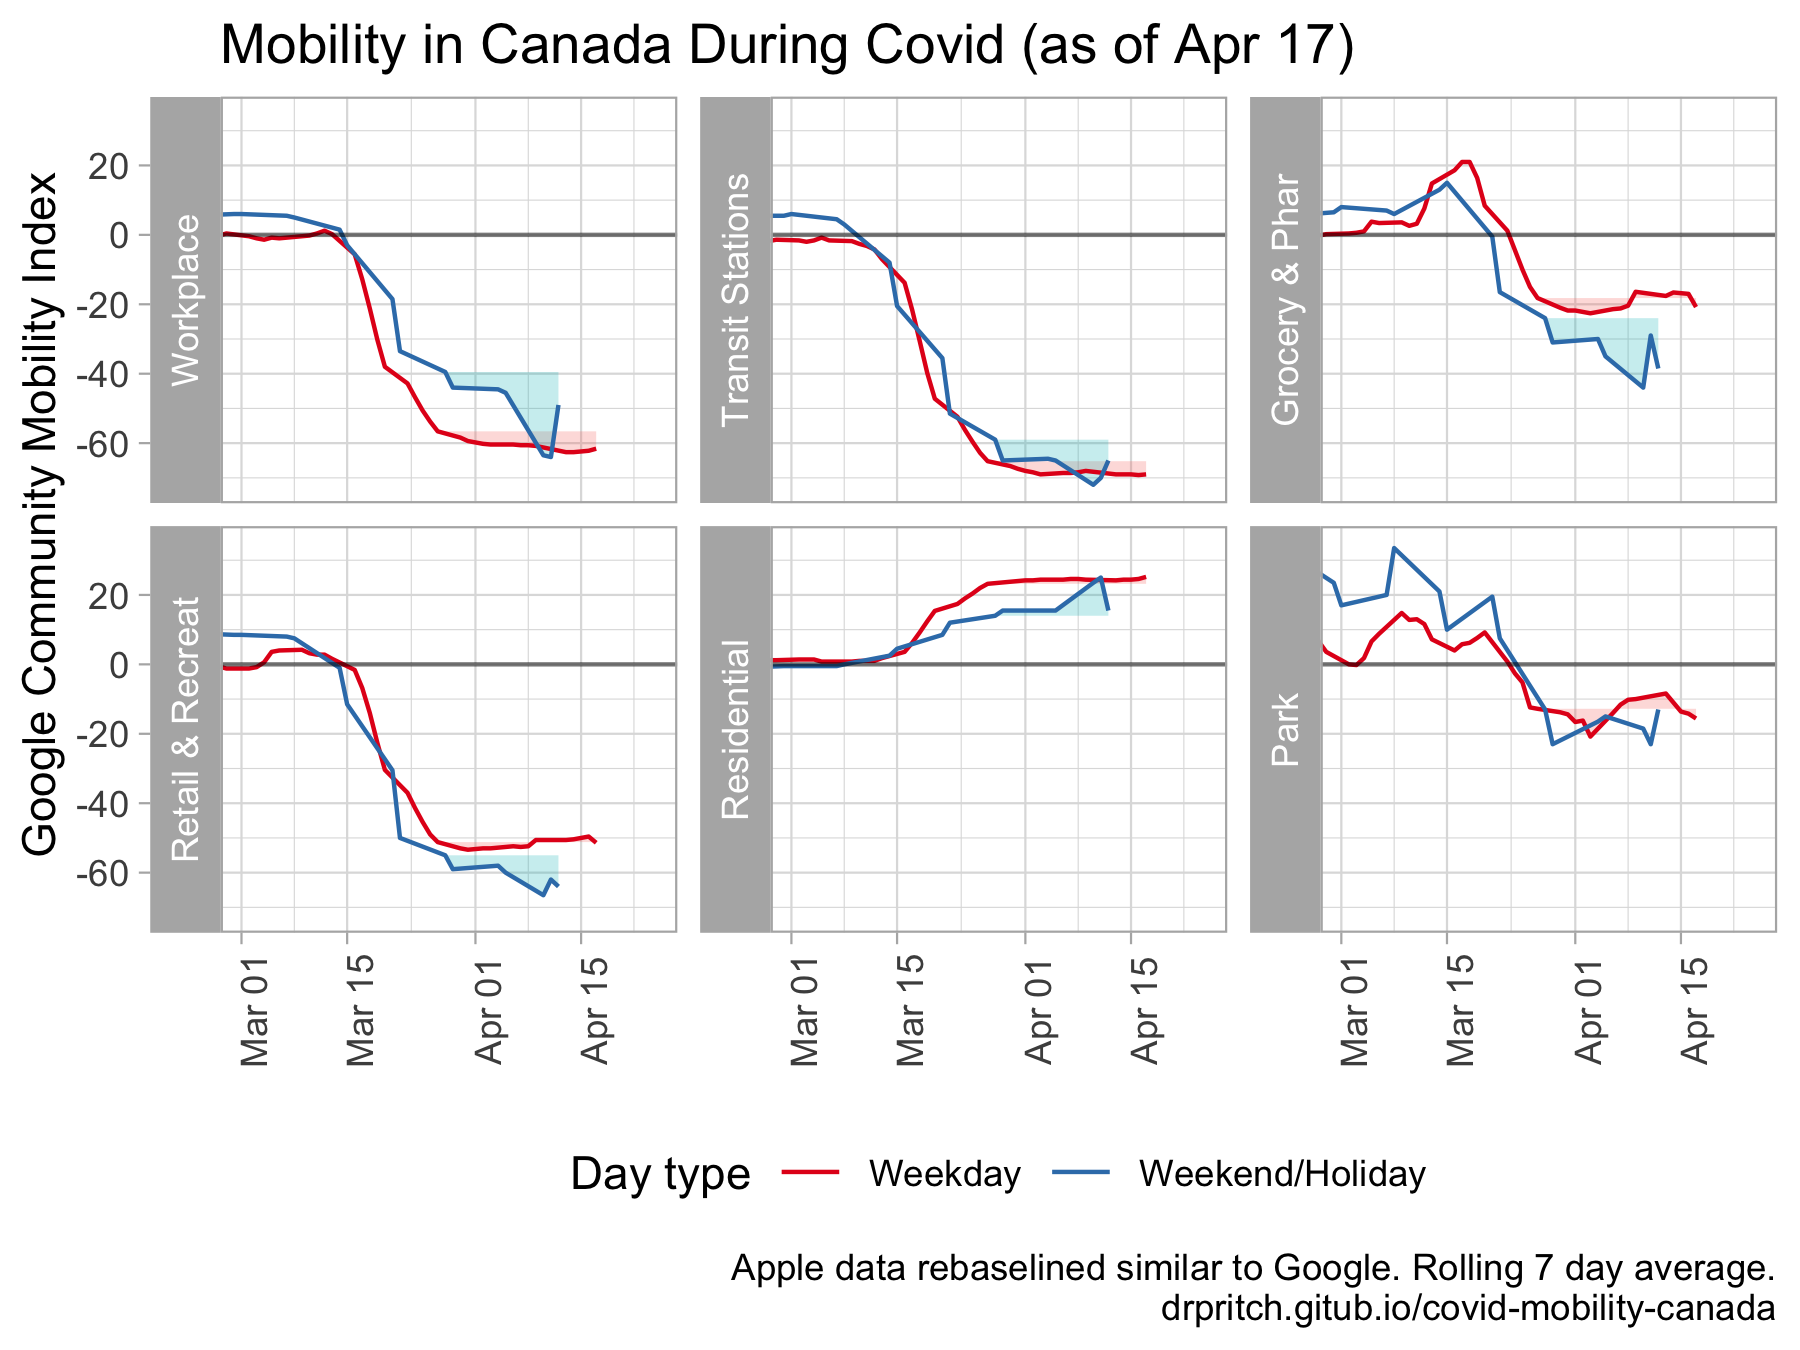 Mobility in Canada During Covid (as of Apr 17)
Google Community Mobility Index
20
0
-20
-40
-60
Workplace
Transit Stations
Grocery & Phar
20
0
-20
-40
-60
Retail & Recreat
Residential
Park
Mar 01
Mar 15
Apr 01
Apr 15
Mar 01
Mar 15
Apr 01
Apr 15
Mar 01
Mar 15
Apr 01
Apr 15
Day type Weekday Weekend/Holiday
Apple data rebaselined similar to Google. Rolling 7 day average.
drpritch.gitub.io/covid-mobility-canada